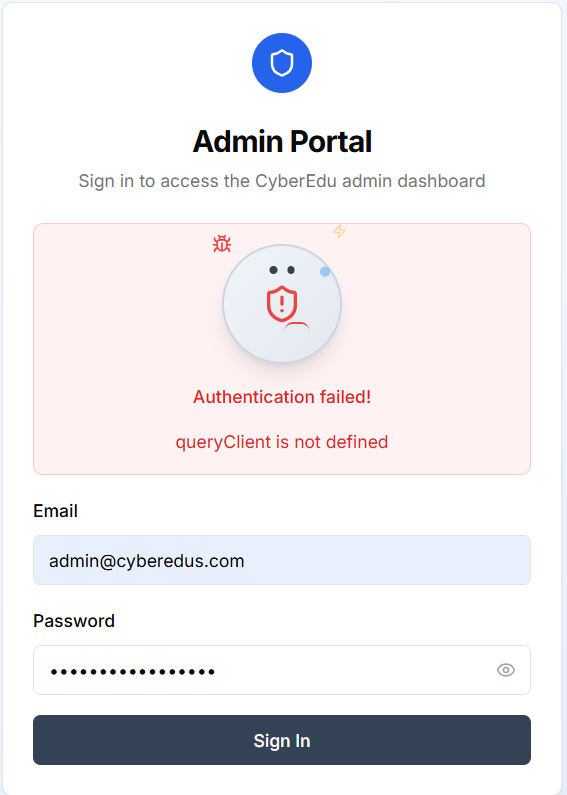 Admin Portal
Sign in to access the CyberEdu admin dashboard
Authentication failed!
queryClient is not defined
Email
admin@cyberedus.com
Password
•••••••••••••••••
Sign In